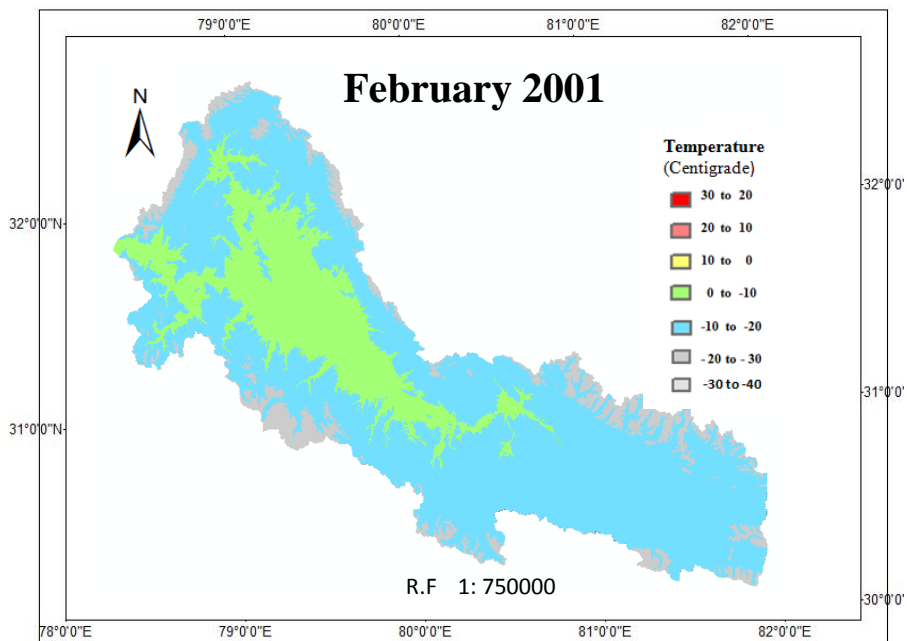 79°0'0"E 80°0'0"E 81°0'0"E 82°0'0"E
February 2001
N
Temperature
(Centigrade)
30 to 20
20 to 10
10 to 0
0 to -10
-10 to -20
-20 to -30
-30 to -40
32°0'0"N
32°0'0"N
31°0'0"N
31°0'0"N
30°0'0"N
R.F 1: 750000
78°0'0"E 79°0'0"E 80°0'0"E 81°0'0"E 82°0'0"E